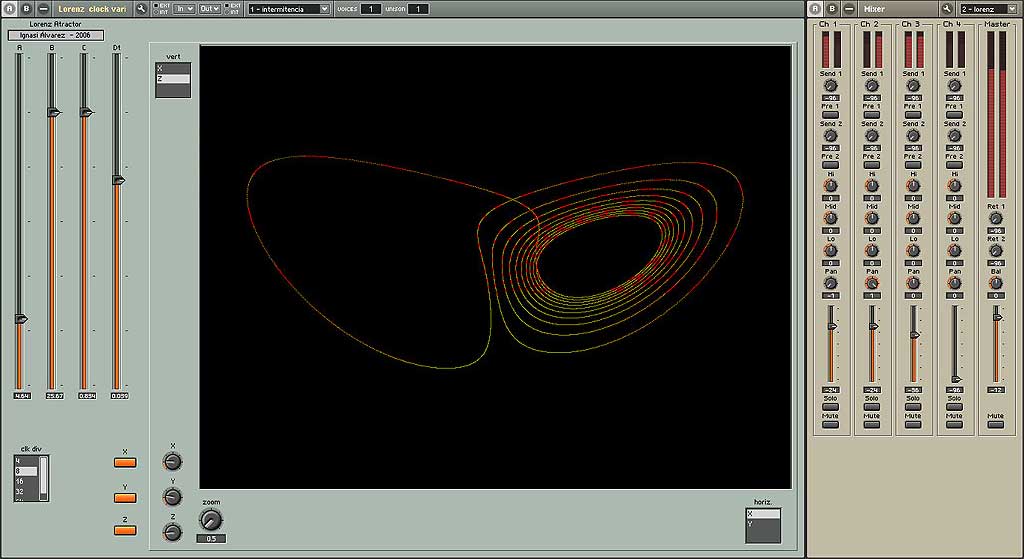 A B Lorenz clock vari EXT INT In Out EXT INT 1 - intermitencia VOICES 1 UNISON 1
Lorenz Atractor
Ignasi Alvarez - 2006
A B C Dt
4.64 25.67 0.854 0.039
clk div
4
8
16
32
X
Y
Z
vert
X
Z
X
Y
Z
zoom
0.5
horiz.
X
Y
A B Mixer 2 - lorenz
Ch 1 Ch 2 Ch 3 Ch 4 Master
Send 1 Send 1 Send 1 Send 1
-96 -96 -96 -96
Pre 1 Pre 1 Pre 1 Pre 1
Send 2 Send 2 Send 2 Send 2
-96 -96 -96 -96
Pre 2 Pre 2 Pre 2 Pre 2
Hi Hi Hi Hi
0 0 0 0
Mid Mid Mid Mid Ret 1
0 0 0 0 -96
Lo Lo Lo Lo Ret 2
0 0 0 0 -96
Pan Pan Pan Pan Bal
-1 1 0 0 0
-24 -24 -36 -96 -12
Solo Solo Solo Solo
Mute Mute Mute Mute Mute